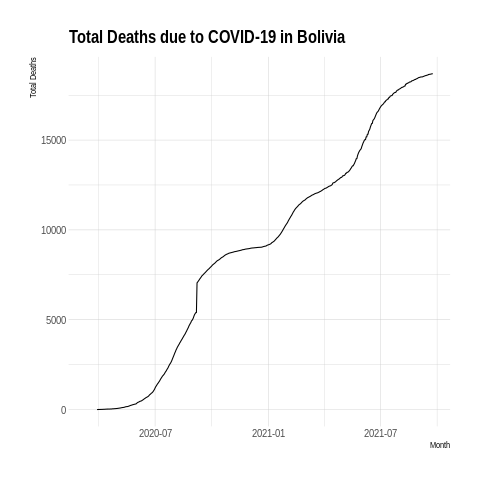 Total Deaths due to COVID-19 in Bolivia
Total Deaths
15000
10000
5000
0
2020-07 2021-01 2021-07
Month